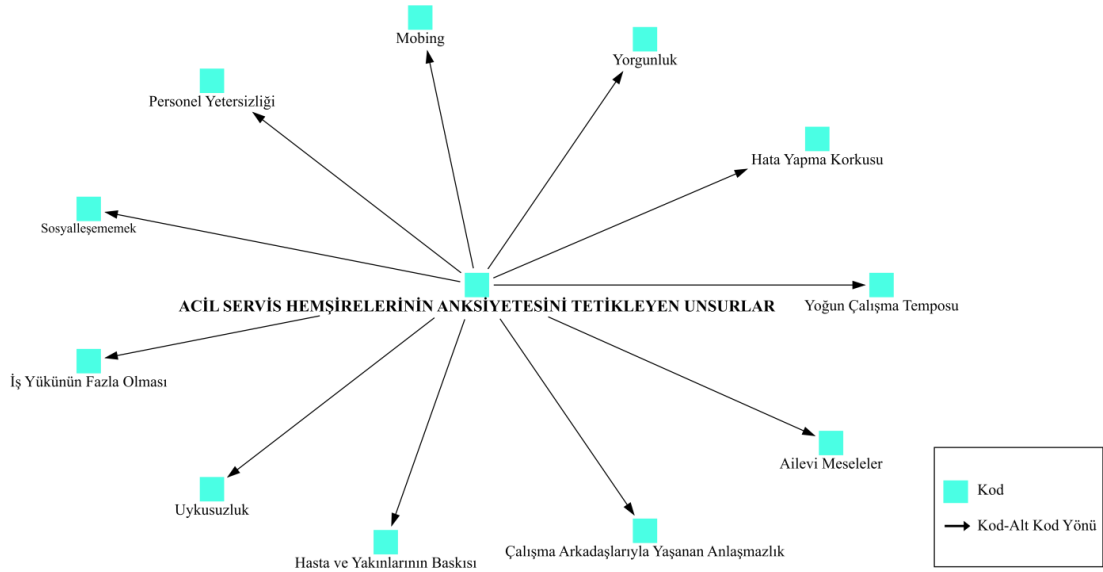 Mobing
Yorgunluk
Personel Yetersizliği
Hata Yapma Korkusu
Sosyalleşememek
ACİL SERVİS HEMŞİRELERİNİN ANKSİYETESİNİ TETİKLEYEN UNSURLAR
Yoğun Çalışma Temposu
İş Yükünün Fazla Olması
Ailevi Meseleler
Uykusuzluk
Hasta ve Yakınlarının Baskısı
Çalışma Arkadaşlarıyla Yaşanan Anlaşmazlık
Kod
Kod-Alt Kod Yönü